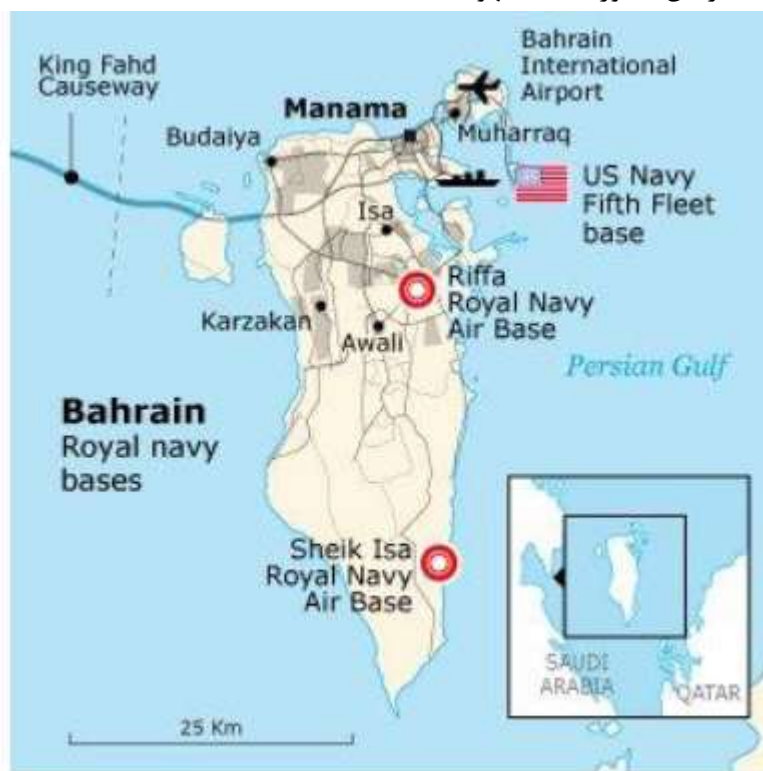 King Fahd
Causeway
Bahrain
International
Airport
Manama
Budaiya
Muharraq
US Navy
Fifth Fleet
base
Isa
Riffa
Royal Navy
Air Base
Karzakan
Awali
Persian Gulf
Bahrain
Royal navy
bases
Sheik Isa
Royal Navy
Air Base
SAUDI
ARABIA
QATAR
25 Km